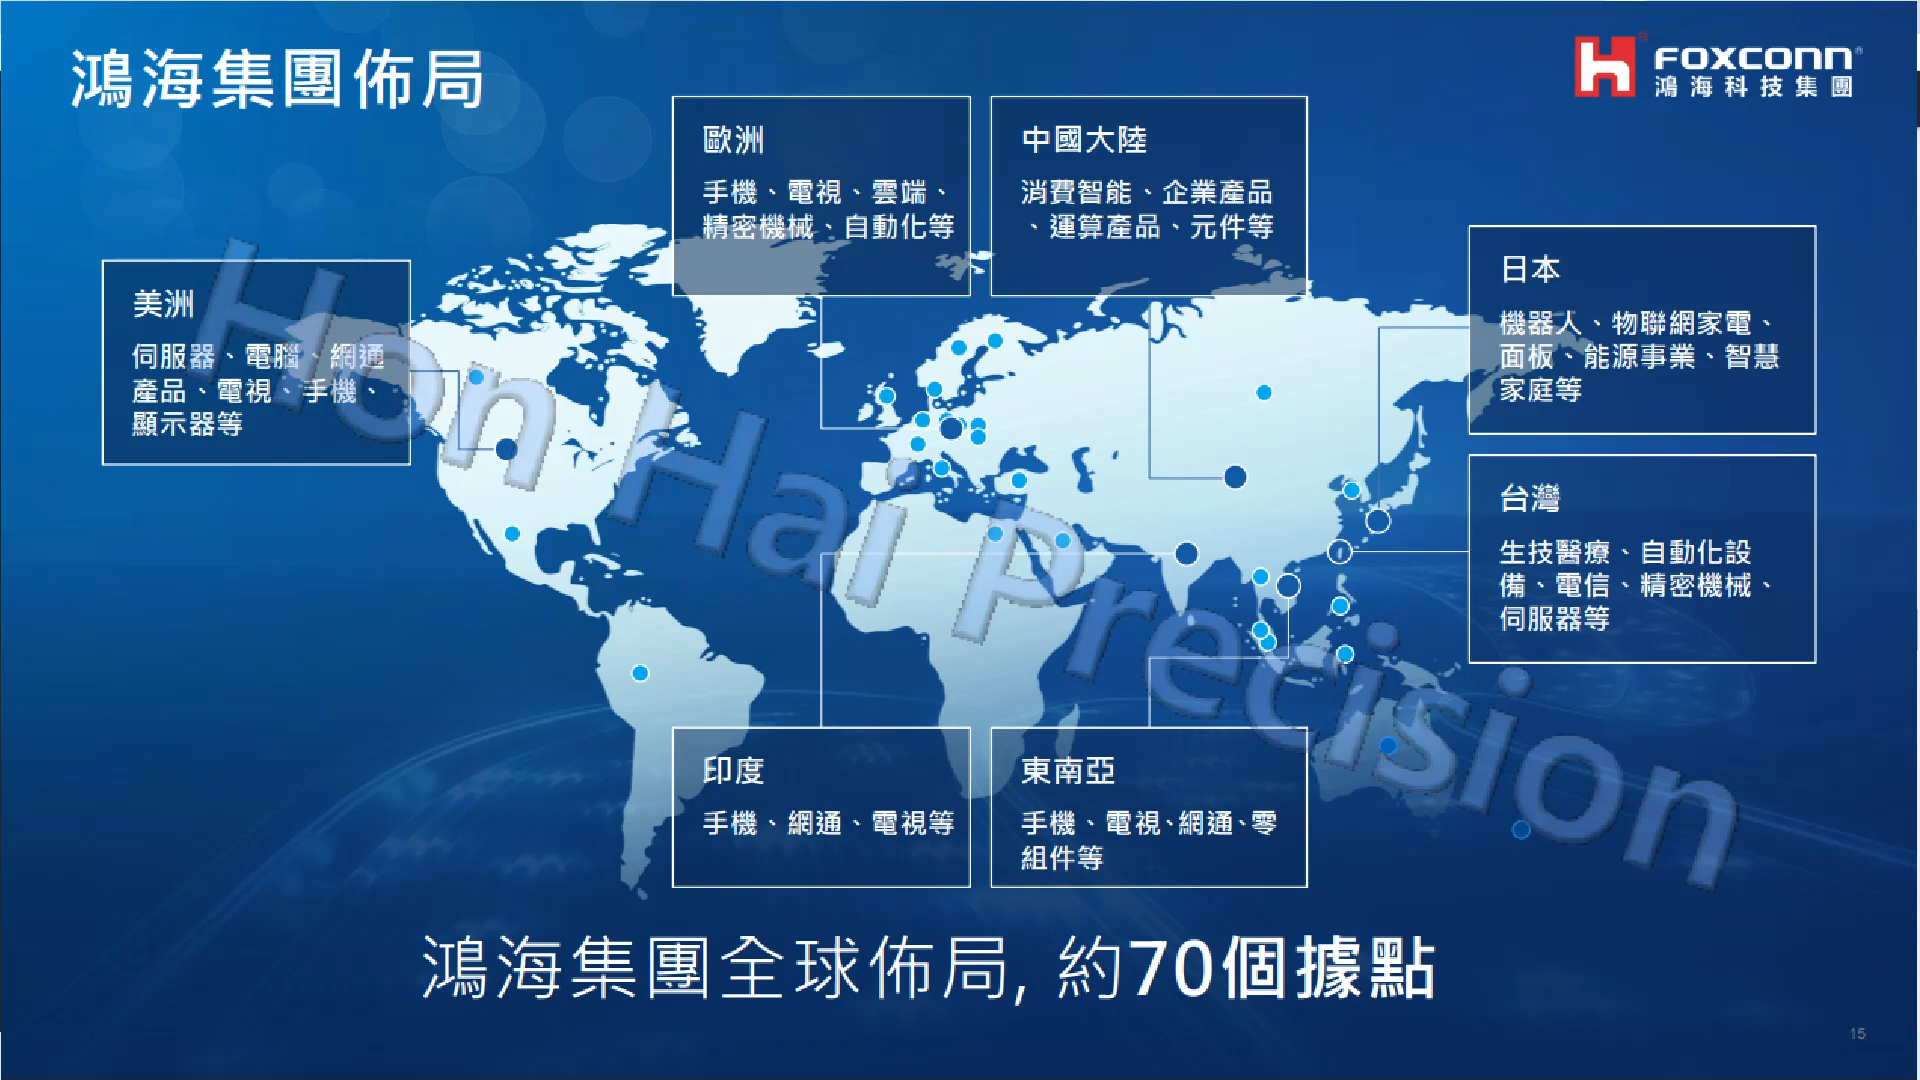 鴻海集團佈局
FOXCONN
鴻海科技集團
歐洲
手機、電視、雲端、
精密機械、自動化等
中國大陸
消費智能、企業產品
、運算產品、元件等
美洲
伺服器、電腦、網通
產品、電視、手機、
顯示器等
日本
機器人、物聯網家電、
面板、能源事業、智慧
家庭等
台灣
生技醫療、自動化設
備、電信、精密機械、
伺服器等
印度
手機、網通、電視等
東南亞
手機、電視、網通、零
組件等
Hon Hai Precision
鴻海集團全球佈局, 約70個據點
15